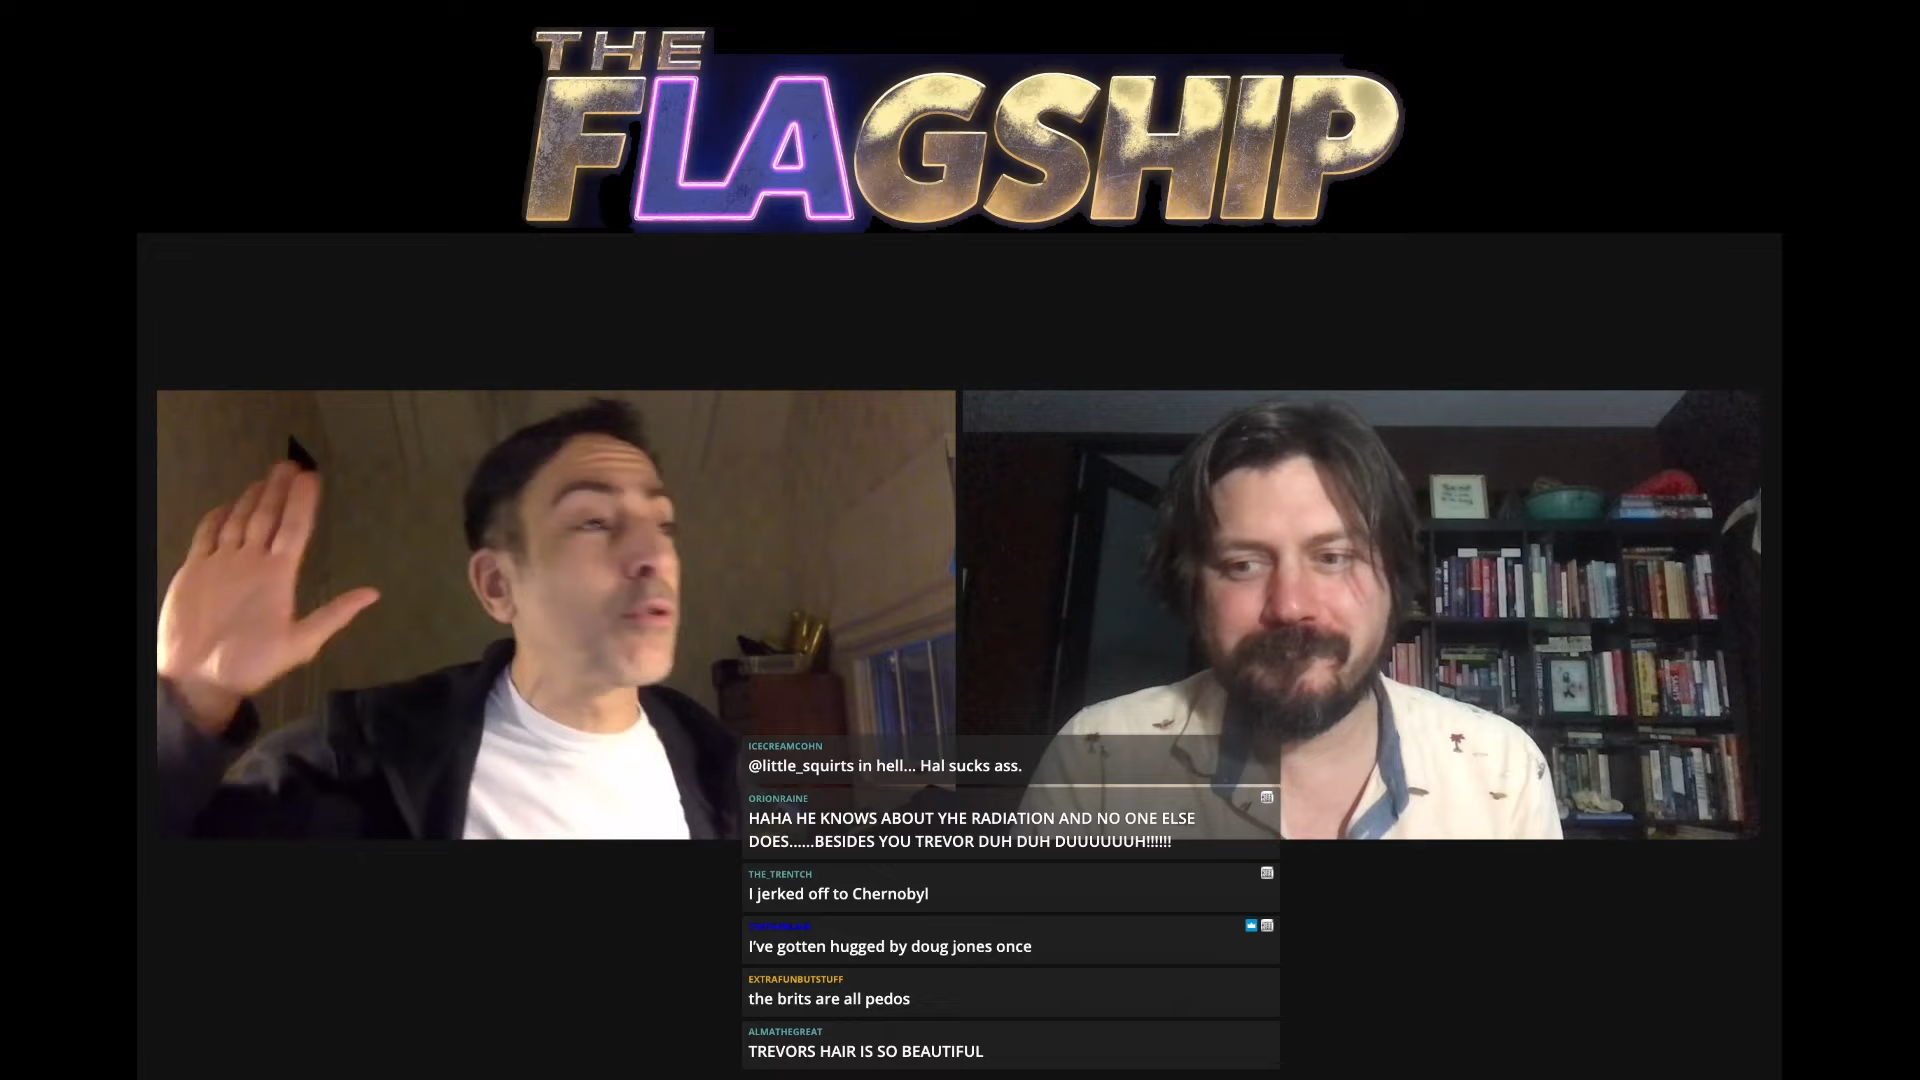 THE
FLAGSHIP
ICECREAMCOHN
@little_squirts in hell... Hal sucks ass.
ORIONRAINE
HAHA HE KNOWS ABOUT YHE RADIATION AND NO ONE ELSE
DOES......BESIDES YOU TREVOR DUH DUH DUUUUUUH!!!!!!
THE_TRENTCH
I jerked off to Chernobyl
I've gotten hugged by doug jones once
EXTRAFUNBUTSTUFF
the brits are all pedos
ALMATHEGREAT
TREVORS HAIR IS SO BEAUTIFUL